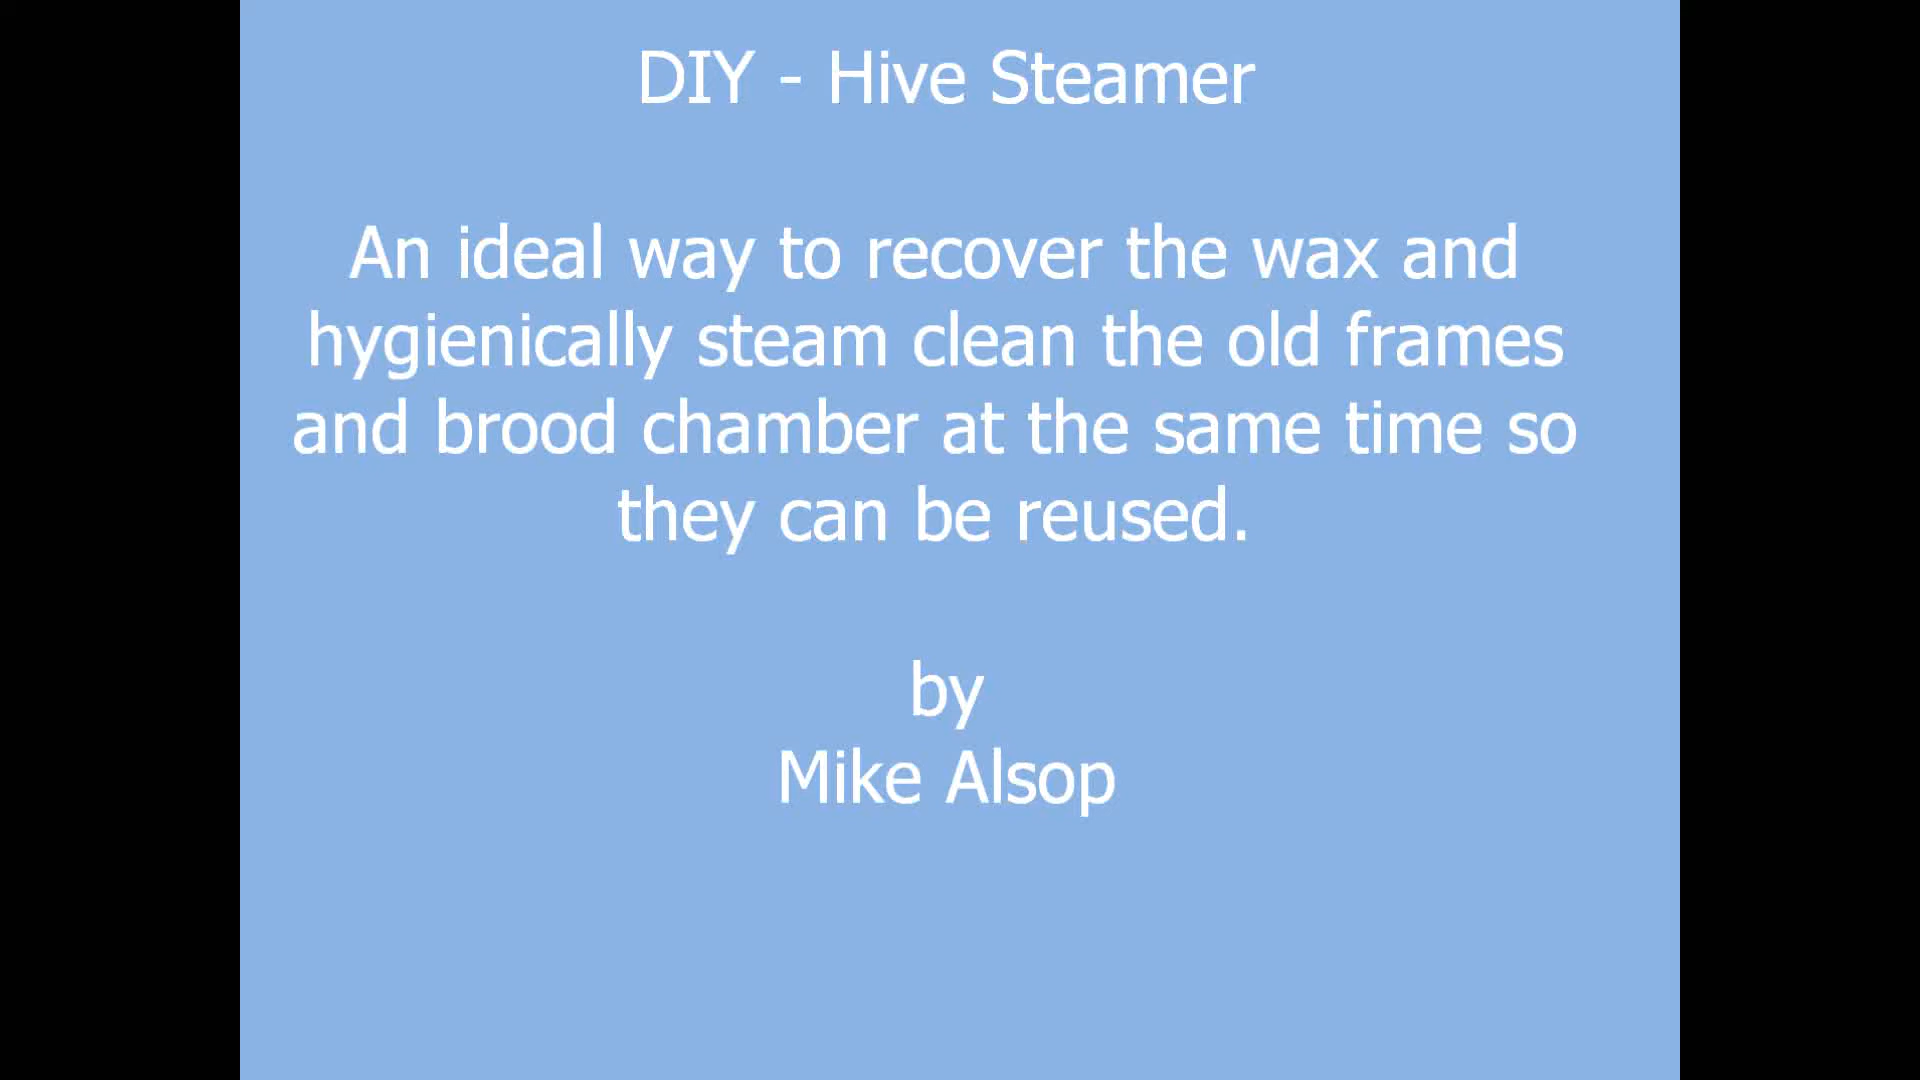 DIY - Hive Steamer
An ideal way to recover the wax and
hygienically steam clean the old frames
and brood chamber at the same time so
they can be reused.
by
Mike Alsop